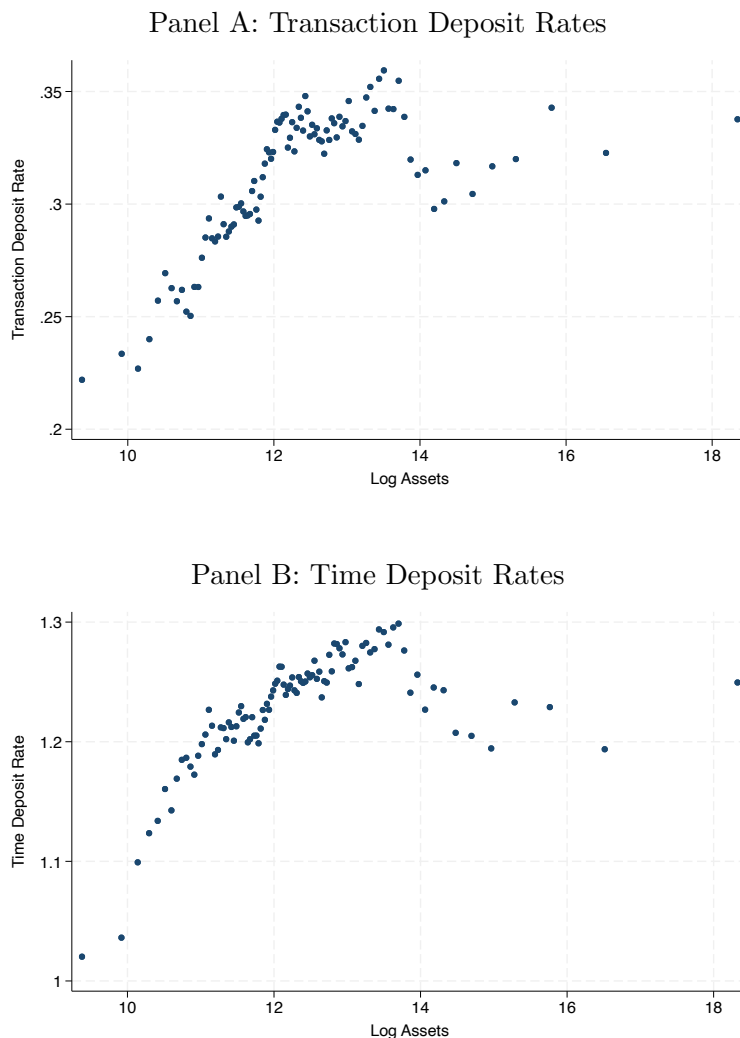 Panel A: Transaction Deposit Rates
Transaction Deposit Rate
.35
.3
.25
.2
10 12 14 16 18
Log Assets
Panel B: Time Deposit Rates
Time Deposit Rate
1.3
1.2
1.1
1
10 12 14 16 18
Log Assets